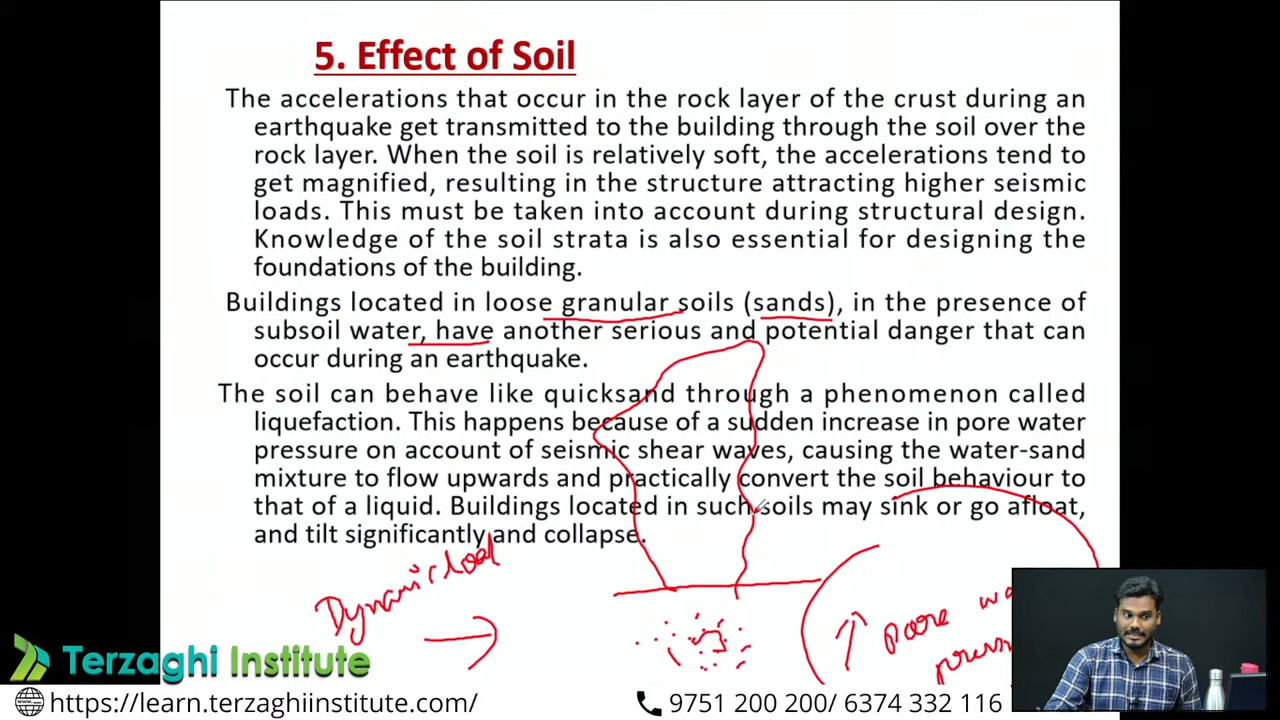 5. Effect of Soil
The accelerations that occur in the rock layer of the crust during an
earthquake get transmitted to the building through the soil over the
rock layer. When the soil is relatively soft, the accelerations tend to
get magnified, resulting in the structure attracting higher seismic
loads. This must be taken into account during structural design.
Knowledge of the soil strata is also essential for designing the
foundations of the building.
Buildings located in loose granular soils (sands), in the presence of
subsoil water, have another serious and potential danger that can
occur during an earthquake.
The soil can behave like quicksand through a phenomenon called
liquefaction. This happens because of a sudden increase in pore water
pressure on account of seismic shear waves, causing the water-sand
mixture to flow upwards and practically convert the soil behaviour to
that of a liquid. Buildings located in such soils may sink or go afloat,
and tilt significantly and collapse.
Dynamic load
↑ pore
Terzaghi Institute
https://learn.terzaghiinstitute.com/
9751 200 200/ 6374 332 116